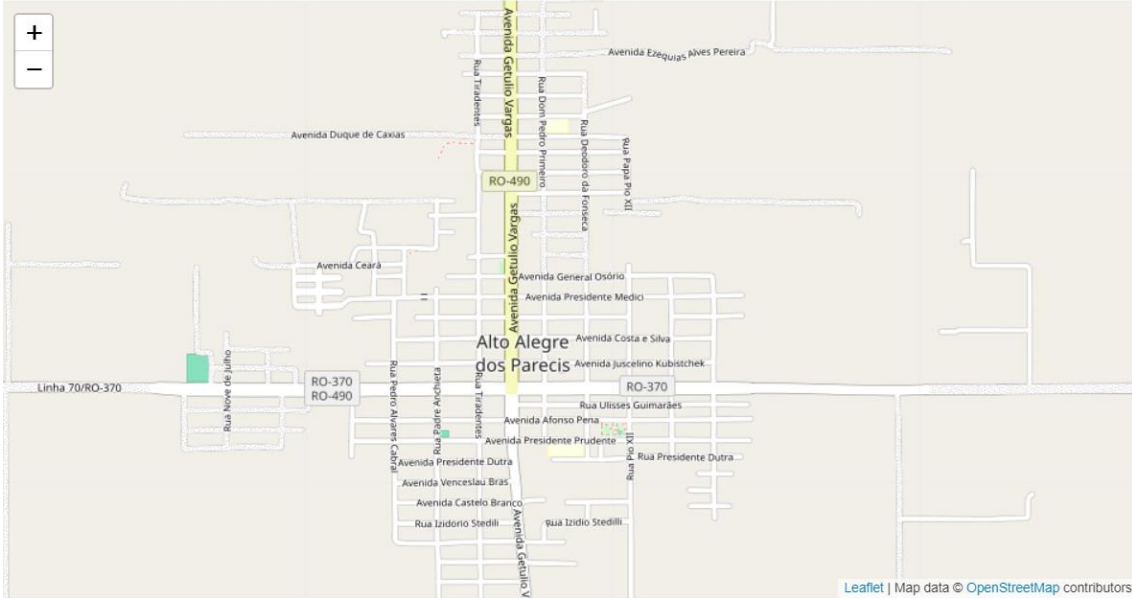 +
−
Avenida Getulio Vargas
Avenida Ezequias Alves Pereira
Rua Tiradentes
Rua Dom Pedro Primeiro
Avenida Duque de Caxias
Rua Deodoro da Fonseca
Rua Papa Pio XII
RO-490
Avenida Getulio Vargas
Avenida Ceará
Avenida General Osório
Avenida Presidente Medici
Avenida Costa e Silva
Alto Alegre
dos Parecis
Avenida Juscelino Kubistchek
Linha 70/RO-370
Rua Nove de Julho
RO-370
RO-490
RO-370
Rua Pedro Alvares Cabral
Rua Padre Anchieta
Rua Tiradentes
Rua Ulisses Guimarães
Avenida Afonso Pena
Avenida Presidente Prudente
Rua Pio XII
Avenida Presidente Dutra
Rua Presidente Dutra
Avenida Venceslau Bras
Avenida Castelo Branco
Rua Izidorio Stedili
Rua Izidio Stedilli
Avenida Getulio V
Leaflet | Map data © OpenStreetMap contributors